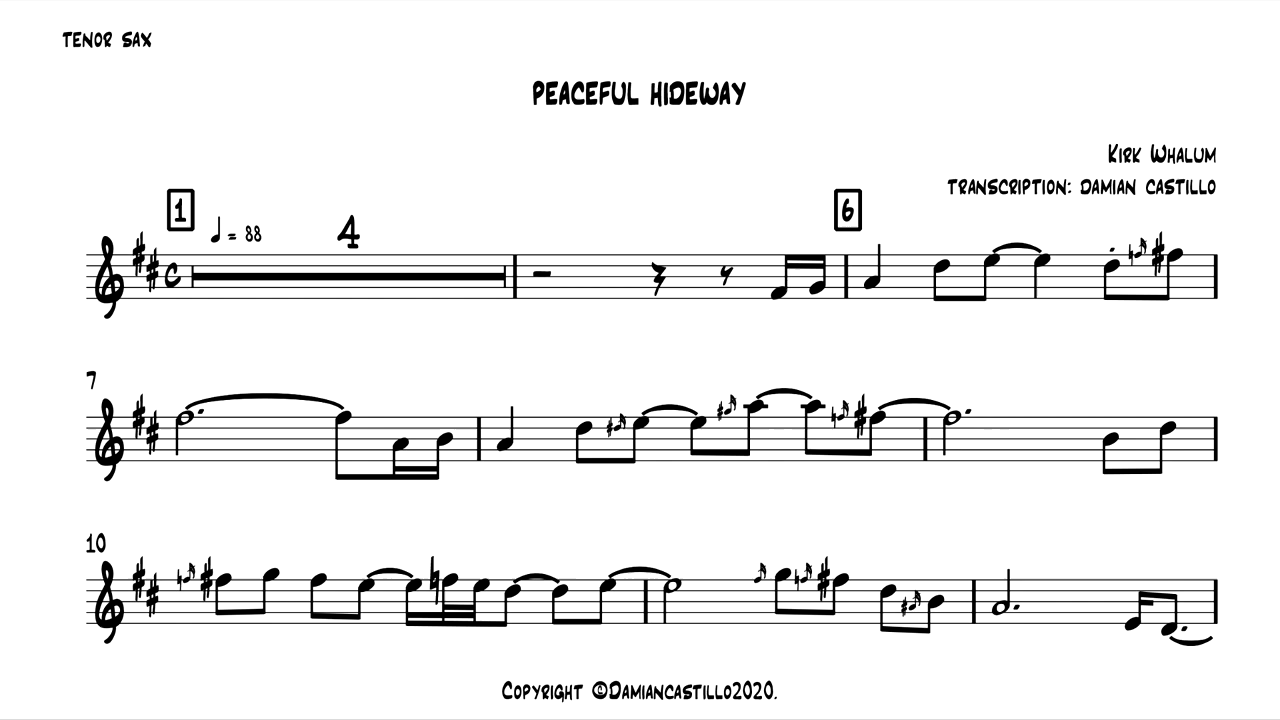 TENOR SAX
PEACEFUL HIDEWAY
KIRK WHALUM
TRANSCRIPTION: DAMIAN CASTILLO
1
= 88
4
6
7
10
COPYRIGHT ©DAMIANCASTILLO2020.